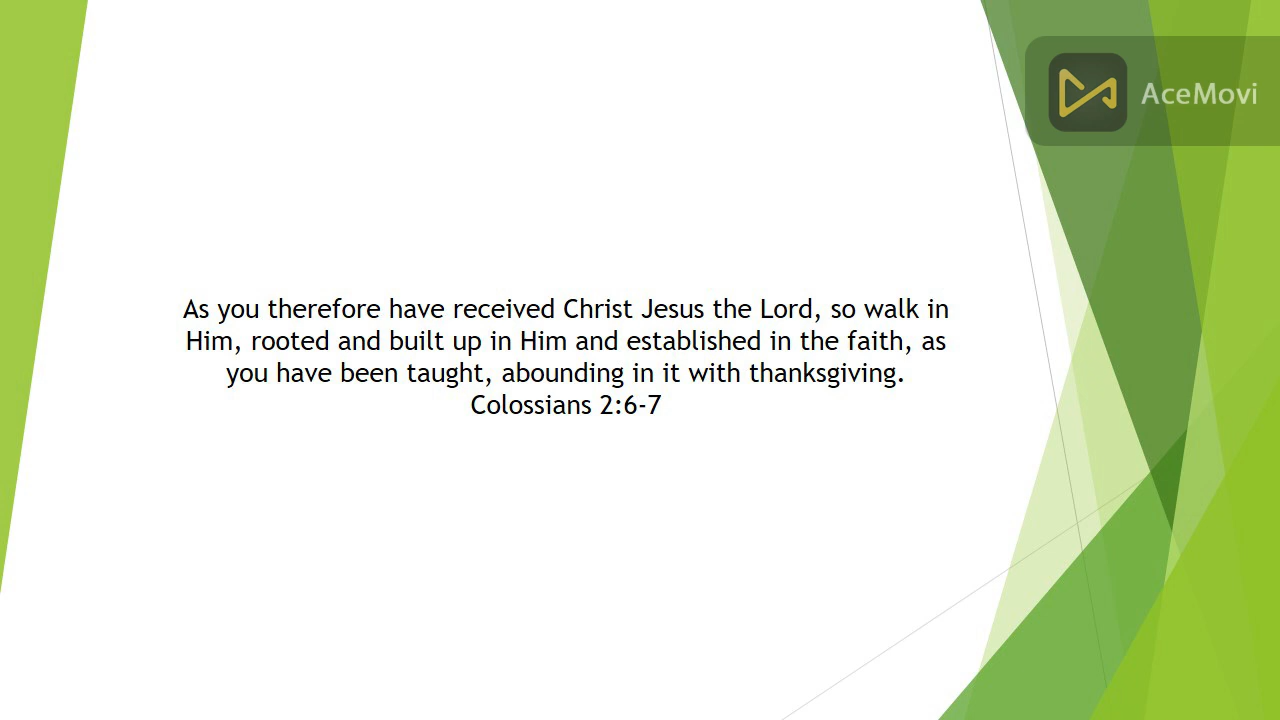 AceMovi
As you therefore have received Christ Jesus the Lord, so walk in
Him, rooted and built up in Him and established in the faith, as
you have been taught, abounding in it with thanksgiving.
Colossians 2:6-7